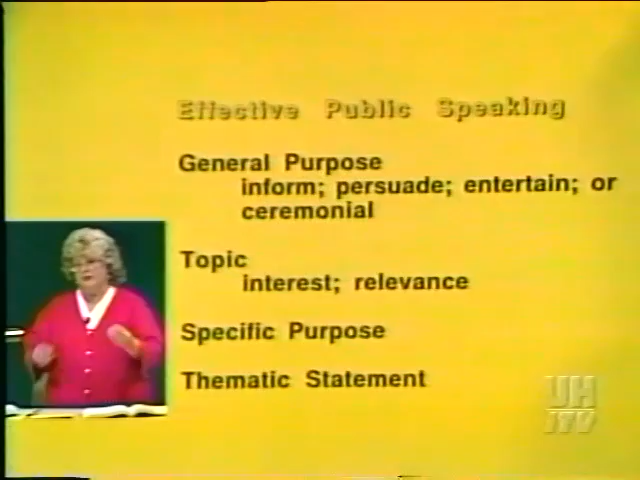 Effective Public Speaking
General Purpose
inform; persuade; entertain; or
ceremonial
Topic
interest; relevance
Specific Purpose
Thematic Statement
UH
ITV